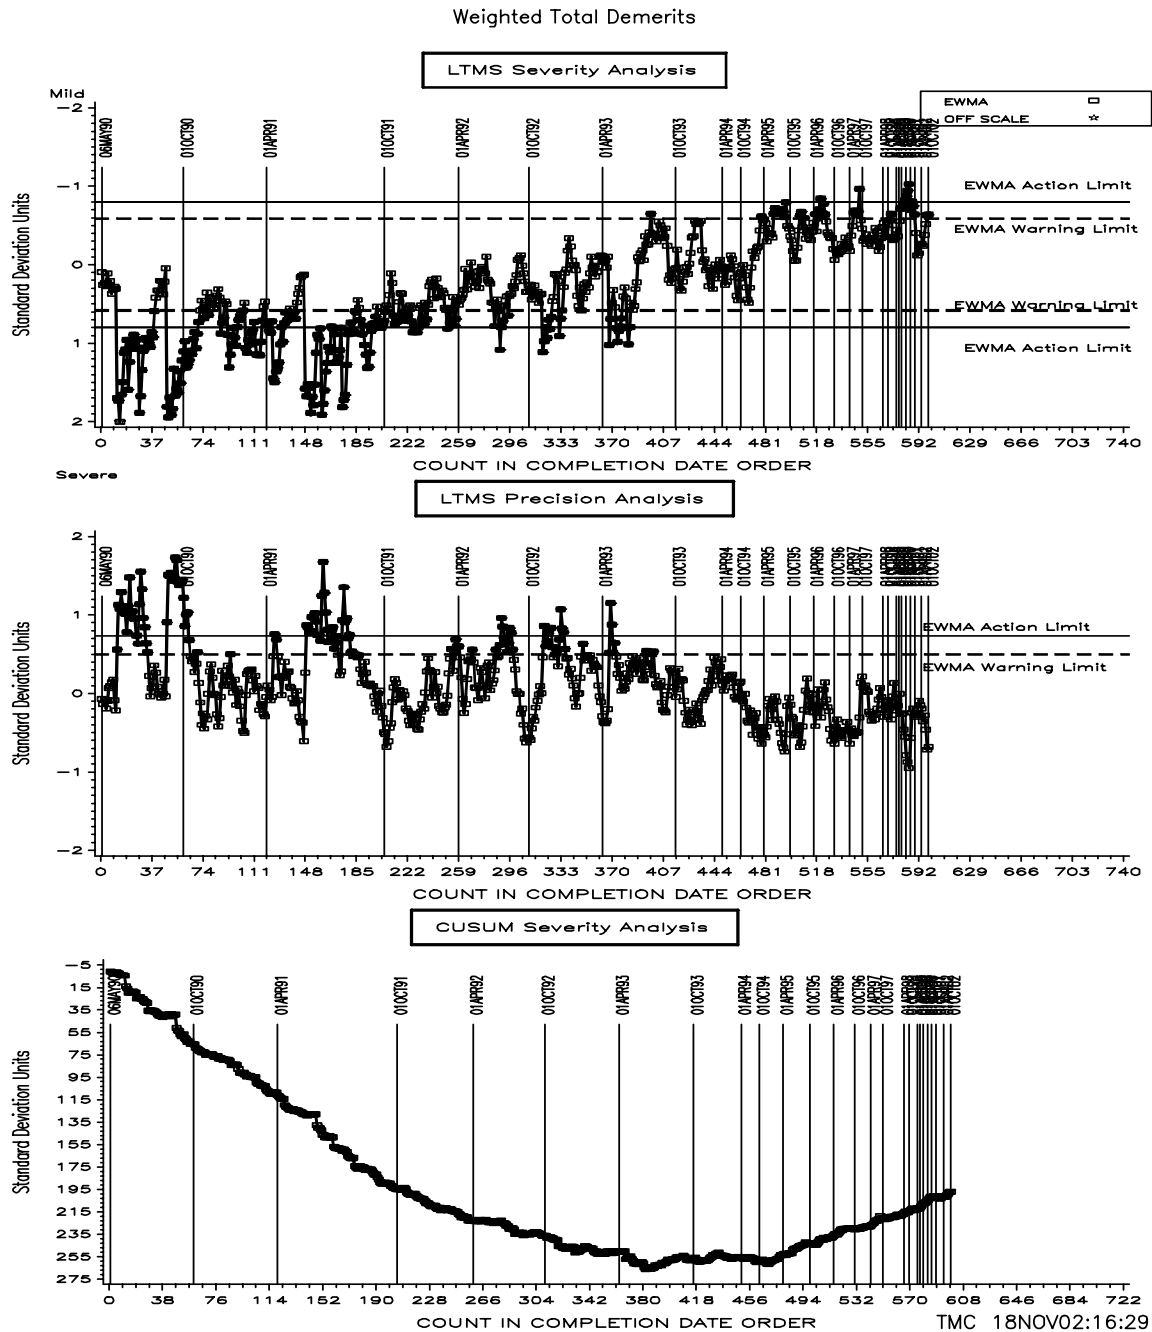 Weighted Total Demerits
LTMS Severity Analysis
Mild
EWMA
OFF SCALE
-2
-1
0
1
2
Standard Deviation Units
06MAY90 01OCT90 01APR91 01OCT91 01APR92 01OCT92 01APR93 01OCT93 01APR94 01OCT94 01APR95 01OCT95 01APR96 01OCT96 01APR97 01OCT97 01APR98 01OCT02
EWMA Action Limit
EWMA Warning Limit
EWMA Warning Limit
EWMA Action Limit
0 37 74 111 148 185 222 259 296 333 370 407 444 481 518 555 592 629 666 703 740
COUNT IN COMPLETION DATE ORDER
Severe
LTMS Precision Analysis
2
1
0
-1
-2
Standard Deviation Units
06MAY90 01OCT90 01APR91 01OCT91 01APR92 01OCT92 01APR93 01OCT93 01APR94 01OCT94 01APR95 01OCT95 01APR96 01OCT96 01APR97 01OCT97 01APR98 01OCT02
EWMA Action Limit
EWMA Warning Limit
0 37 74 111 148 185 222 259 296 333 370 407 444 481 518 555 592 629 666 703 740
COUNT IN COMPLETION DATE ORDER
CUSUM Severity Analysis
-5
15
35
55
75
95
115
135
155
175
195
215
235
255
275
Standard Deviation Units
06MAY90 01OCT90 01APR91 01OCT91 01APR92 01OCT92 01APR93 01OCT93 01APR94 01OCT94 01APR95 01OCT95 01APR96 01OCT96 01APR97 01OCT97 01APR98 01OCT02
0 38 76 114 152 190 228 266 304 342 380 418 456 494 532 570 608 646 684 722
COUNT IN COMPLETION DATE ORDER
TMC 18NOV02:16:29